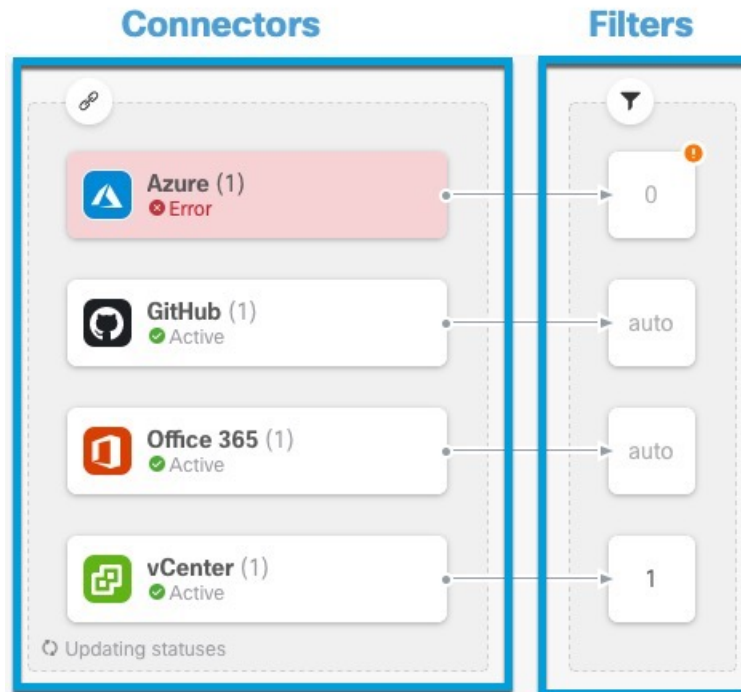 Connectors
Filters
Azure (1)
Error
0
GitHub (1)
Active
auto
Office 365 (1)
Active
auto
vCenter (1)
Active
1
Updating statuses